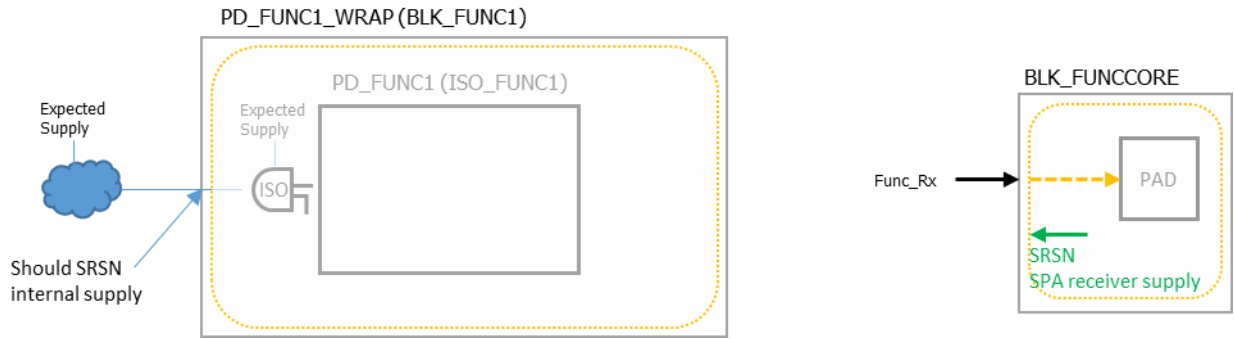 PD_FUNC1_WRAP (BLK_FUNC1)
PD_FUNC1 (ISO_FUNC1)
Expected
Supply
Expected
Supply
ISO
Should SRSN
internal supply
BLK_FUNCCORE
Func_Rx
PAD
SRSN
SPA receiver supply